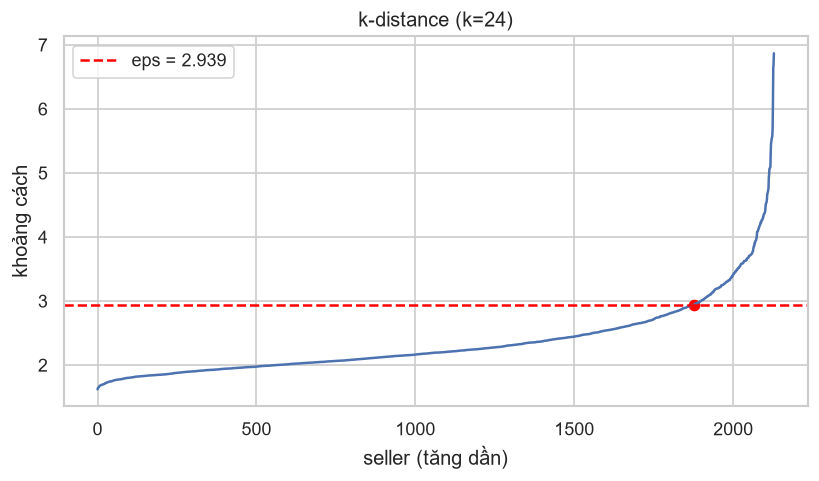 k-distance (k=24)
eps = 2.939
khoảng cách
7
6
5
4
3
2
0
500
1000
1500
2000
seller (tăng dần)